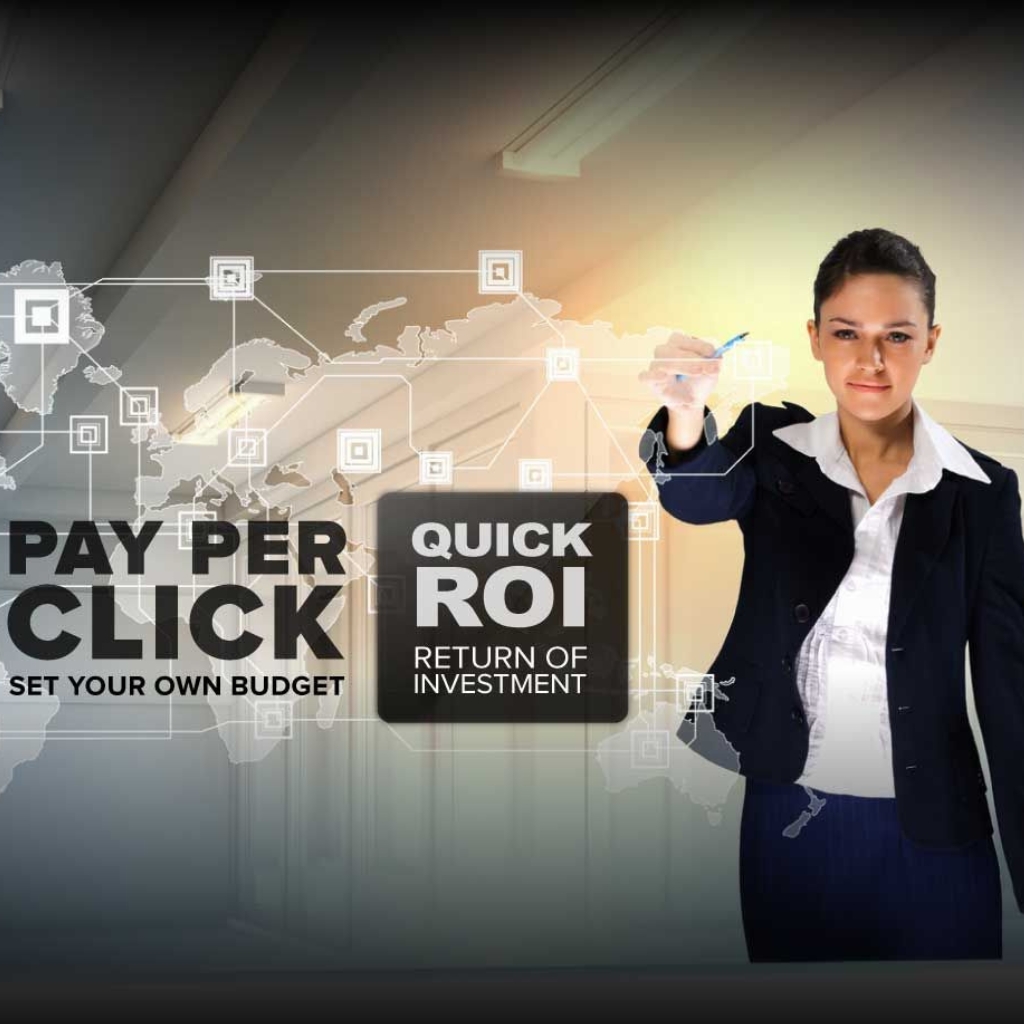 PAY PER
CLICK
SET YOUR OWN BUDGET
QUICK
ROI
RETURN OF
INVESTMENT